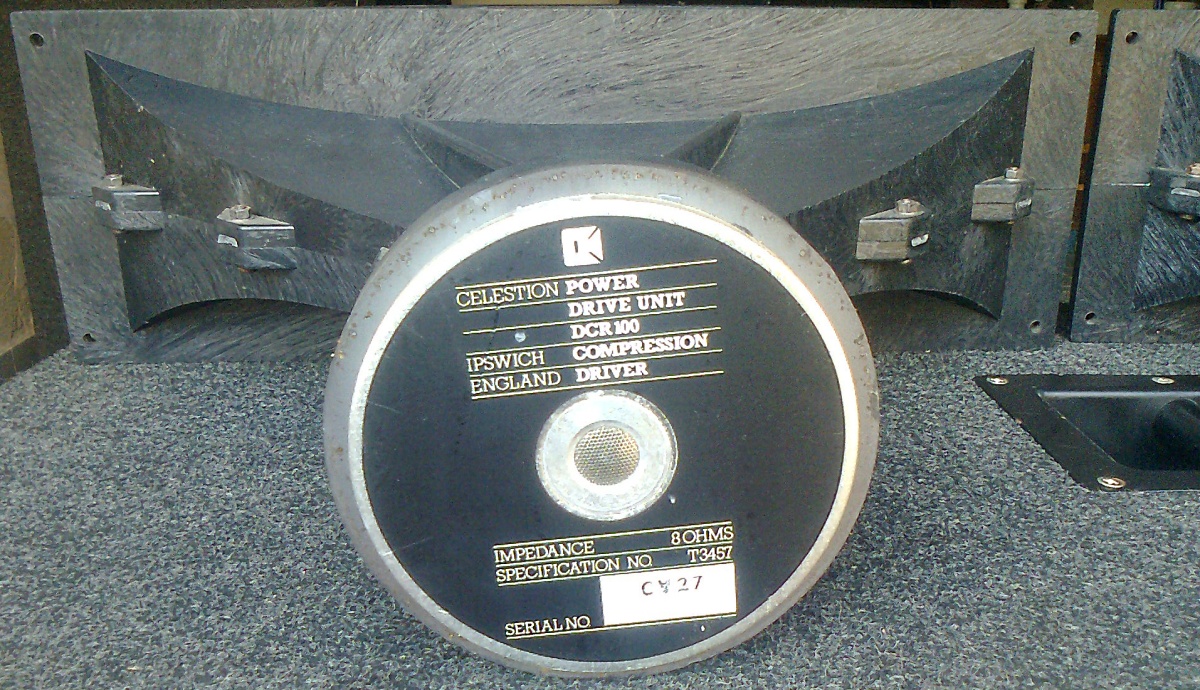 CELESTION POWER
DRIVE UNIT
DCR100
IPSWICH COMPRESSION
ENGLAND DRIVER
IMPEDANCE 8 OHMS
SPECIFICATION NO. T3457
SERIAL NO.